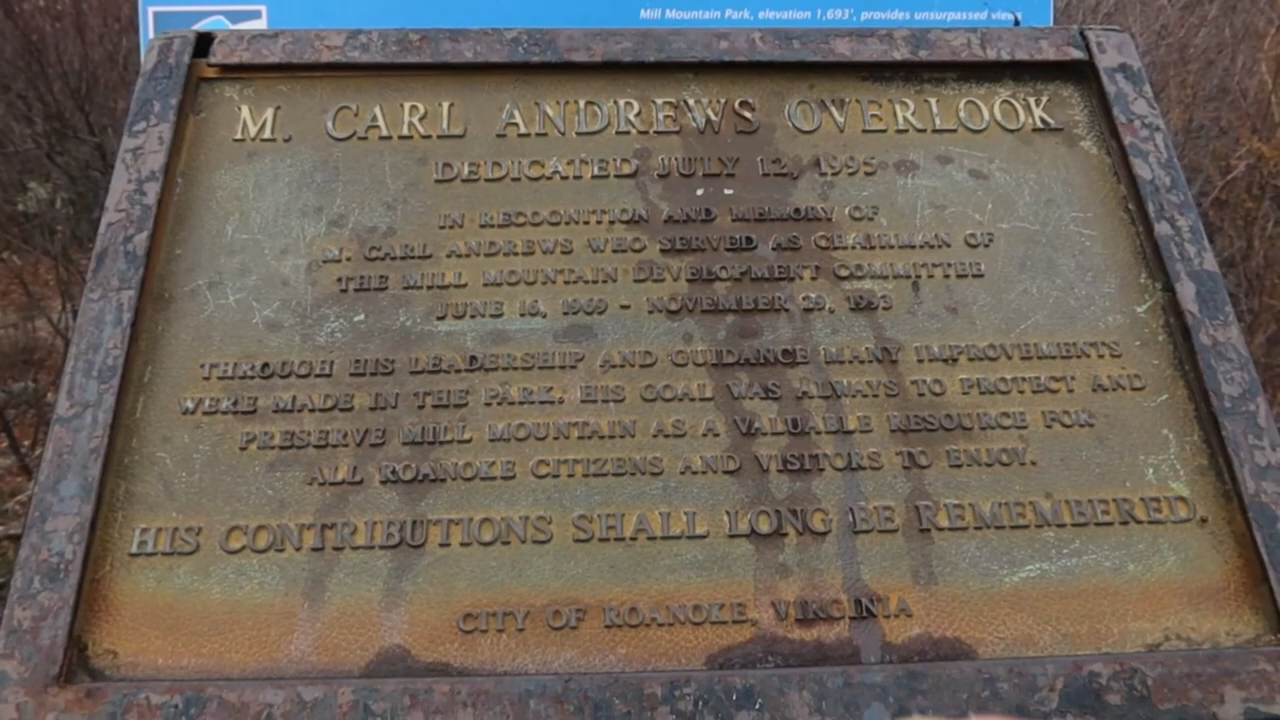 Mill Mountain Park, elevation 1,693', provides unsurpassed views
M. CARL ANDREWS OVERLOOK
DEDICATED JULY 12, 1995
IN RECOGNITION AND MEMORY OF
M. CARL ANDREWS WHO SERVED AS CHAIRMAN OF
THE MILL MOUNTAIN DEVELOPMENT COMMITTEE
JUNE 16, 1969 - NOVEMBER 29, 1993
THROUGH HIS LEADERSHIP AND GUIDANCE MANY IMPROVEMENTS
WERE MADE IN THE PARK. HIS GOAL WAS ALWAYS TO PROTECT AND
PRESERVE MILL MOUNTAIN AS A VALUABLE RESOURCE FOR
ALL ROANOKE CITIZENS AND VISITORS TO ENJOY.
HIS CONTRIBUTIONS SHALL LONG BE REMEMBERED.
CITY OF ROANOKE, VIRGINIA